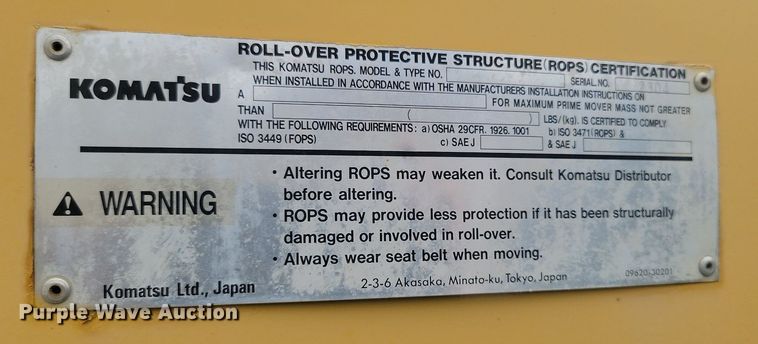 ROLL-OVER PROTECTIVE STRUCTURE (ROPS) CERTIFICATION
KOMATSU
THIS KOMATSU ROPS. MODEL & TYPE NO. SERIAL NO.
WHEN INSTALLED IN ACCORDANCE WITH THE MANUFACTURERS INSTALLATION INSTRUCTIONS ON
A FOR MAXIMUM PRIME MOVER MASS NOT GREATER
THAN ( ) LBS/(kg). IS CERTIFIED TO COMPLY
WITH THE FOLLOWING REQUIREMENTS: a) OSHA 29CFR. 1926. 1001 b) ISO 3471 (ROPS) &
ISO 3449 (FOPS) c) SAE J & SAE J
WARNING
• Altering ROPS may weaken it. Consult Komatsu Distributor
before altering.
• ROPS may provide less protection if it has been structurally
damaged or involved in roll-over.
• Always wear seat belt when moving.
Komatsu Ltd., Japan 2-3-6 Akasaka, Minato-ku, Tokyo, Japan 09620-30201
Purple Wave Auction